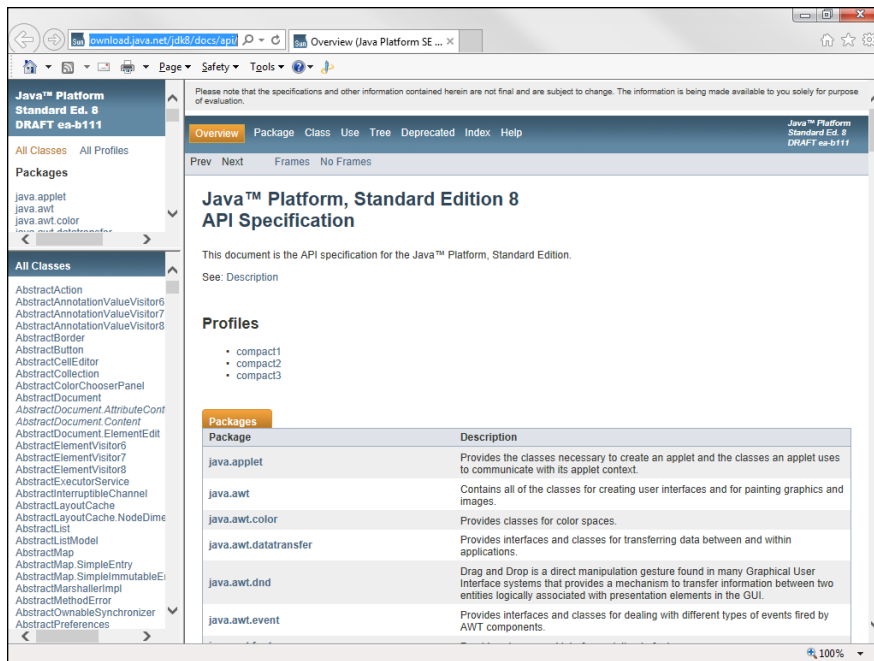 ownload.java.net/jdk8/docs/api/
Overview (Java Platform SE ...
Page Safety Tools
Java™ Platform
Standard Ed. 8
DRAFT ea-b111
All Classes All Profiles
Packages
java.applet
java.awt
java.awt.color
java.awt.datatransfer
All Classes
AbstractAction
AbstractAnnotationValueVisitor6
AbstractAnnotationValueVisitor7
AbstractAnnotationValueVisitor8
AbstractBorder
AbstractButton
AbstractCellEditor
AbstractCollection
AbstractColorChooserPanel
AbstractDocument
AbstractDocument.AttributeCont
AbstractDocument.Content
AbstractDocument.ElementEdit
AbstractElementVisitor6
AbstractElementVisitor7
AbstractElementVisitor8
AbstractExecutorService
AbstractInterruptibleChannel
AbstractLayoutCache
AbstractLayoutCache.NodeDime
AbstractList
AbstractListModel
AbstractMap
AbstractMap.SimpleEntry
AbstractMap.SimpleImmutableE
AbstractMarshallerImpl
AbstractMethodError
AbstractOwnableSynchronizer
AbstractPreferences
Please note that the specifications and other information contained herein are not final and are subject to change. The information is being made available to you solely for purpose
of evaluation.
Overview Package Class Use Tree Deprecated Index Help
Java™ Platform
Standard Ed. 8
DRAFT ea-b111
Prev Next Frames No Frames
Java™ Platform, Standard Edition 8
API Specification
This document is the API specification for the Java™ Platform, Standard Edition.
See: Description
Profiles
• compact1
• compact2
• compact3
Packages
Package Description
java.applet Provides the classes necessary to create an applet and the classes an applet uses
to communicate with its applet context.
java.awt Contains all of the classes for creating user interfaces and for painting graphics and
images.
java.awt.color Provides classes for color spaces.
java.awt.datatransfer Provides interfaces and classes for transferring data between and within
applications.
java.awt.dnd Drag and Drop is a direct manipulation gesture found in many Graphical User
Interface systems that provides a mechanism to transfer information between two
entities logically associated with presentation elements in the GUI.
java.awt.event Provides interfaces and classes for dealing with different types of events fired by
AWT components.
100%